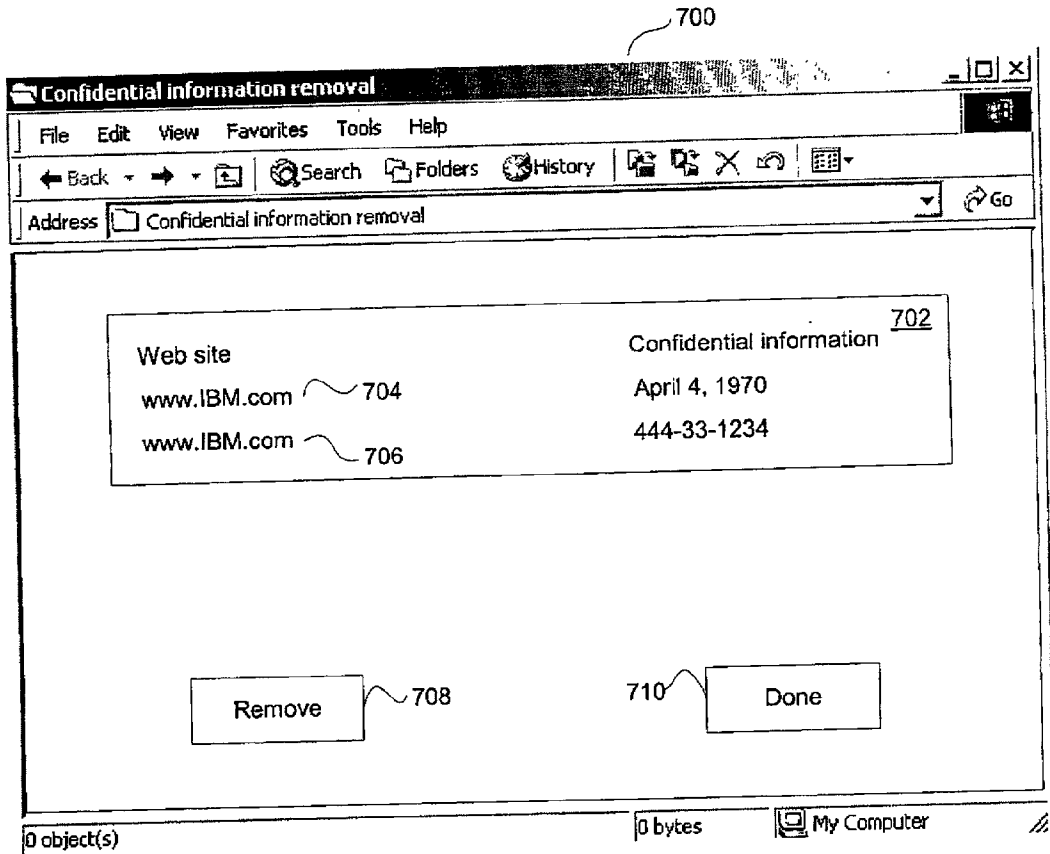 700
Confidential information removal
File Edit View Favorites Tools Help
Back Search Folders History
Address Confidential information removal Go
702
Web site Confidential information
www.IBM.com 704 April 4, 1970
www.IBM.com 706 444-33-1234
Remove 708 710 Done
0 object(s) 0 bytes My Computer